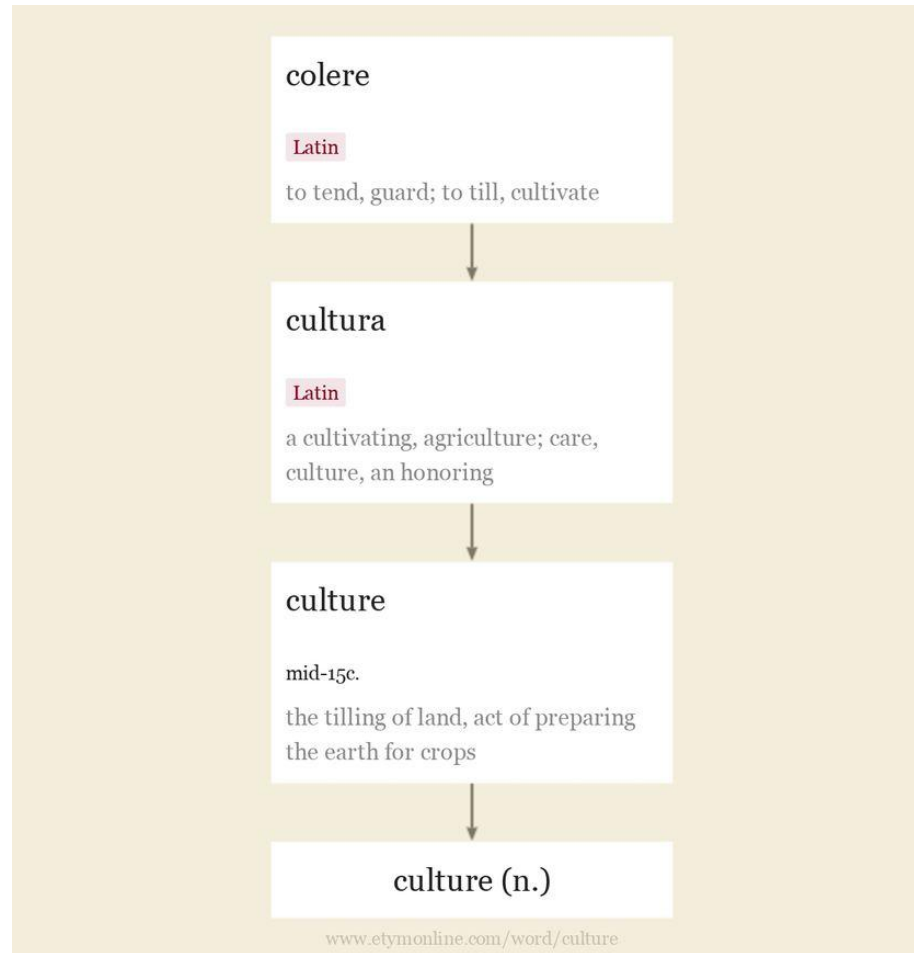 colere
Latin
to tend, guard; to till, cultivate
cultura
Latin
a cultivating, agriculture; care,
culture, an honoring
culture
mid-15c.
the tilling of land, act of preparing
the earth for crops
culture (n.)
www.etymonline.com/word/culture